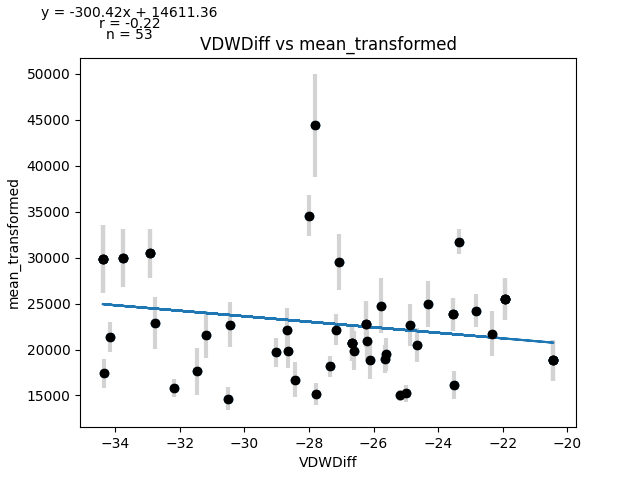 y = -300.42x + 14611.36
r = -0.22
n = 53
VDWDiff vs mean_transformed
50000
45000
40000
35000
30000
25000
20000
15000
mean_transformed
−34 −32 −30 −28 −26 −24 −22 −20
VDWDiff